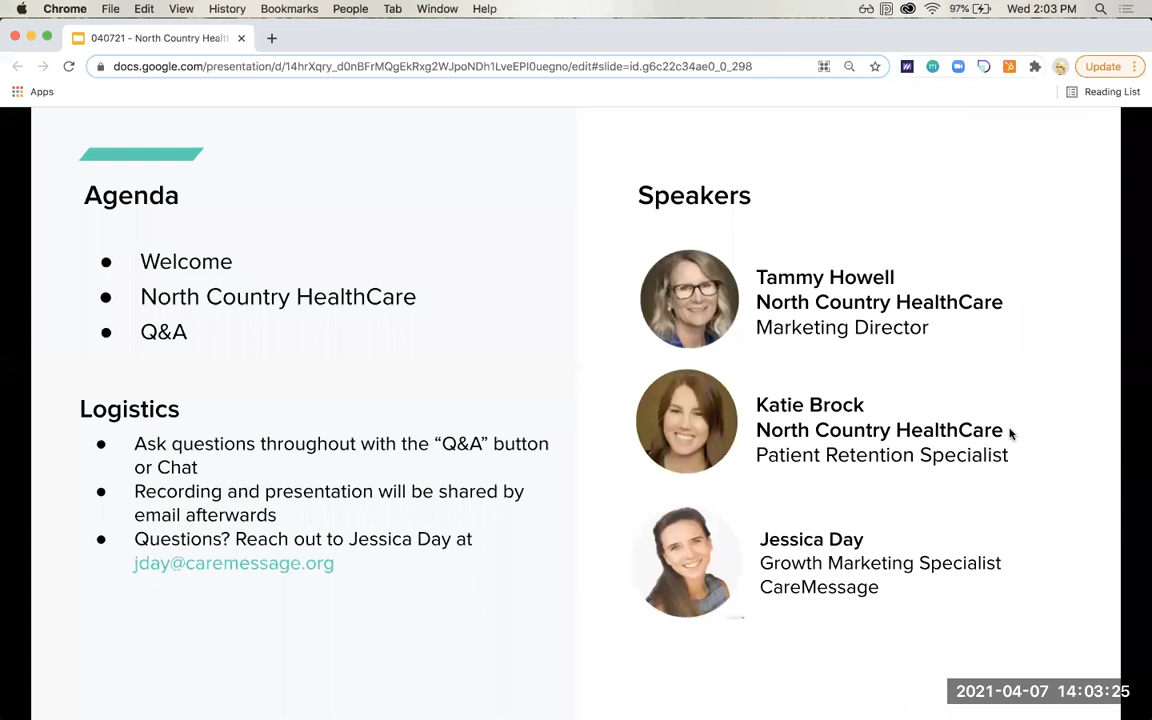 Chrome File Edit View History Bookmarks People Tab Window Help 97% Wed 2:03 PM
040721 - North Country Healt
docs.google.com/presentation/d/14hrXqry_d0nBFrMQgEkRxg2WJpoNDh1LveEPI0uegno/edit#slide=id.g6c22c34ae0_0_298 Update
Apps Reading List
Agenda
● Welcome
● North Country HealthCare
● Q&A
Logistics
● Ask questions throughout with the “Q&A” button
or Chat
● Recording and presentation will be shared by
email afterwards
● Questions? Reach out to Jessica Day at
jday@caremessage.org
Speakers
Tammy Howell
North Country HealthCare
Marketing Director
Katie Brock
North Country HealthCare
Patient Retention Specialist
Jessica Day
Growth Marketing Specialist
CareMessage
2021-04-07 14:03:25